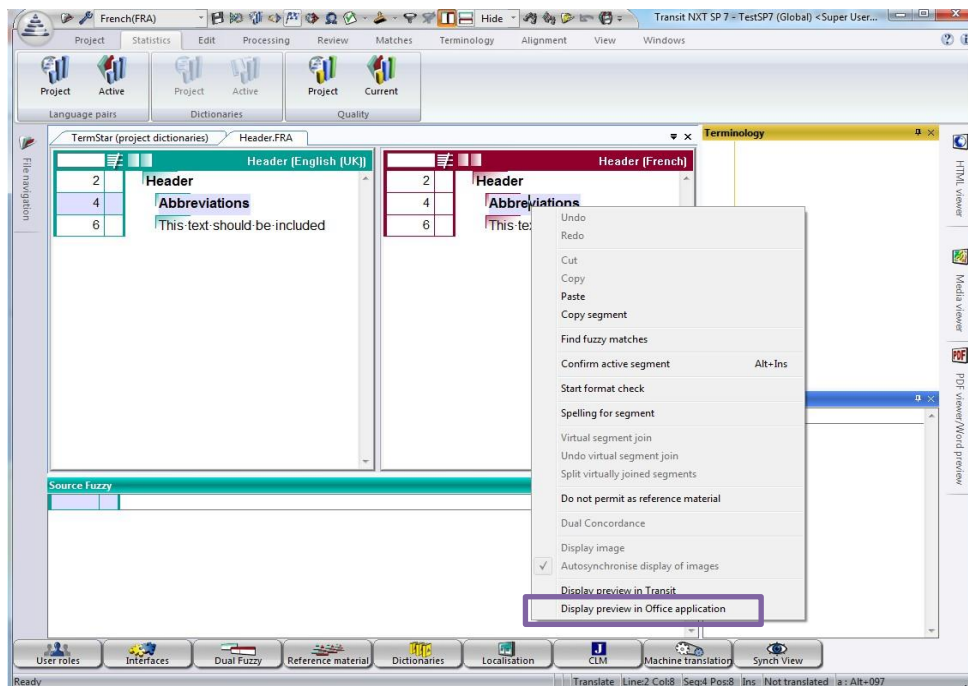 French(FRA)
Hide
Transit NXT SP 7 - TestSP7 (Global) <Super User...
Project Statistics Edit Processing Review Matches Terminology Alignment View Windows
Project Active Project Active Project Current
Language pairs Dictionaries Quality
TermStar (project dictionaries) Header.FRA
Terminology
File navigation
HTML viewer
Media viewer
PDF
PDF viewer/Word preview
Header (English (UK))
2 Header
4 Abbreviations
6 This·text·should·be·included
Header (French)
2 Header
4 Abbreviations
6 This·te
Undo
Redo
Cut
Copy
Paste
Copy segment
Find fuzzy matches
Confirm active segment Alt+Ins
Start format check
Spelling for segment
Virtual segment join
Undo virtual segment join
Split virtually joined segments
Do not permit as reference material
Dual Concordance
Display image
Autosynchronise display of images
Display preview in Transit
Display preview in Office application
Source Fuzzy
User roles Interfaces Dual Fuzzy Reference material Dictionaries Localisation CLM Machine translation Synch View
Ready
Translate Line:2 Col:8 Seg:4 Pos:8 Ins Not translated a : Alt+097